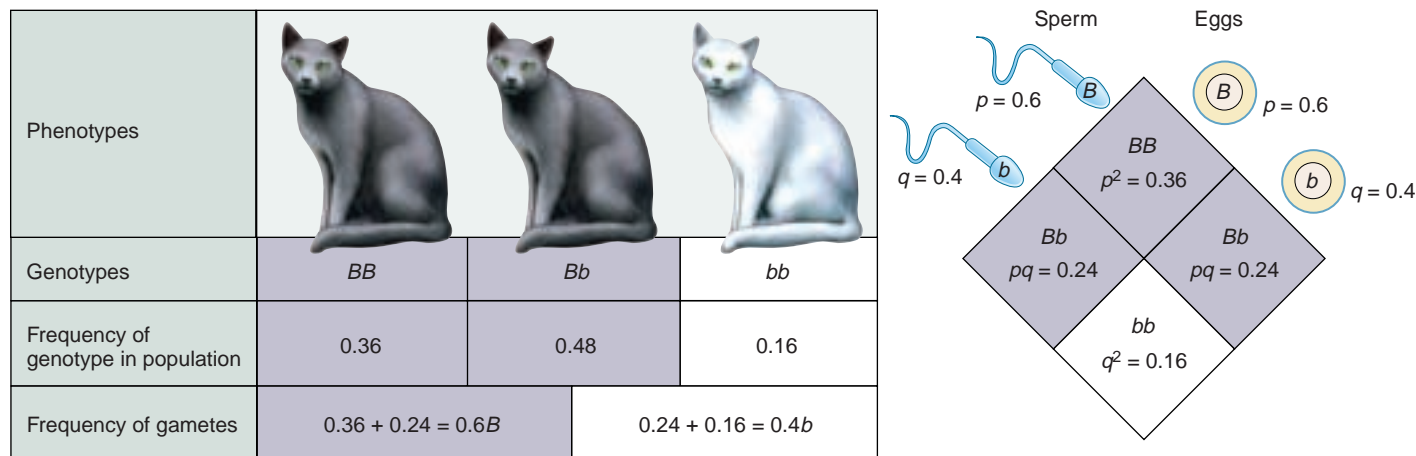 Phenotypes
Genotypes
BB
Bb
bb
Frequency of
genotype in population
0.36
0.48
0.16
Frequency of gametes
0.36 + 0.24 = 0.6B
0.24 + 0.16 = 0.4b
Sperm
Eggs
B
p = 0.6
B
p = 0.6
b
q = 0.4
b
q = 0.4
BB
p² = 0.36
Bb
pq = 0.24
Bb
pq = 0.24
bb
q² = 0.16